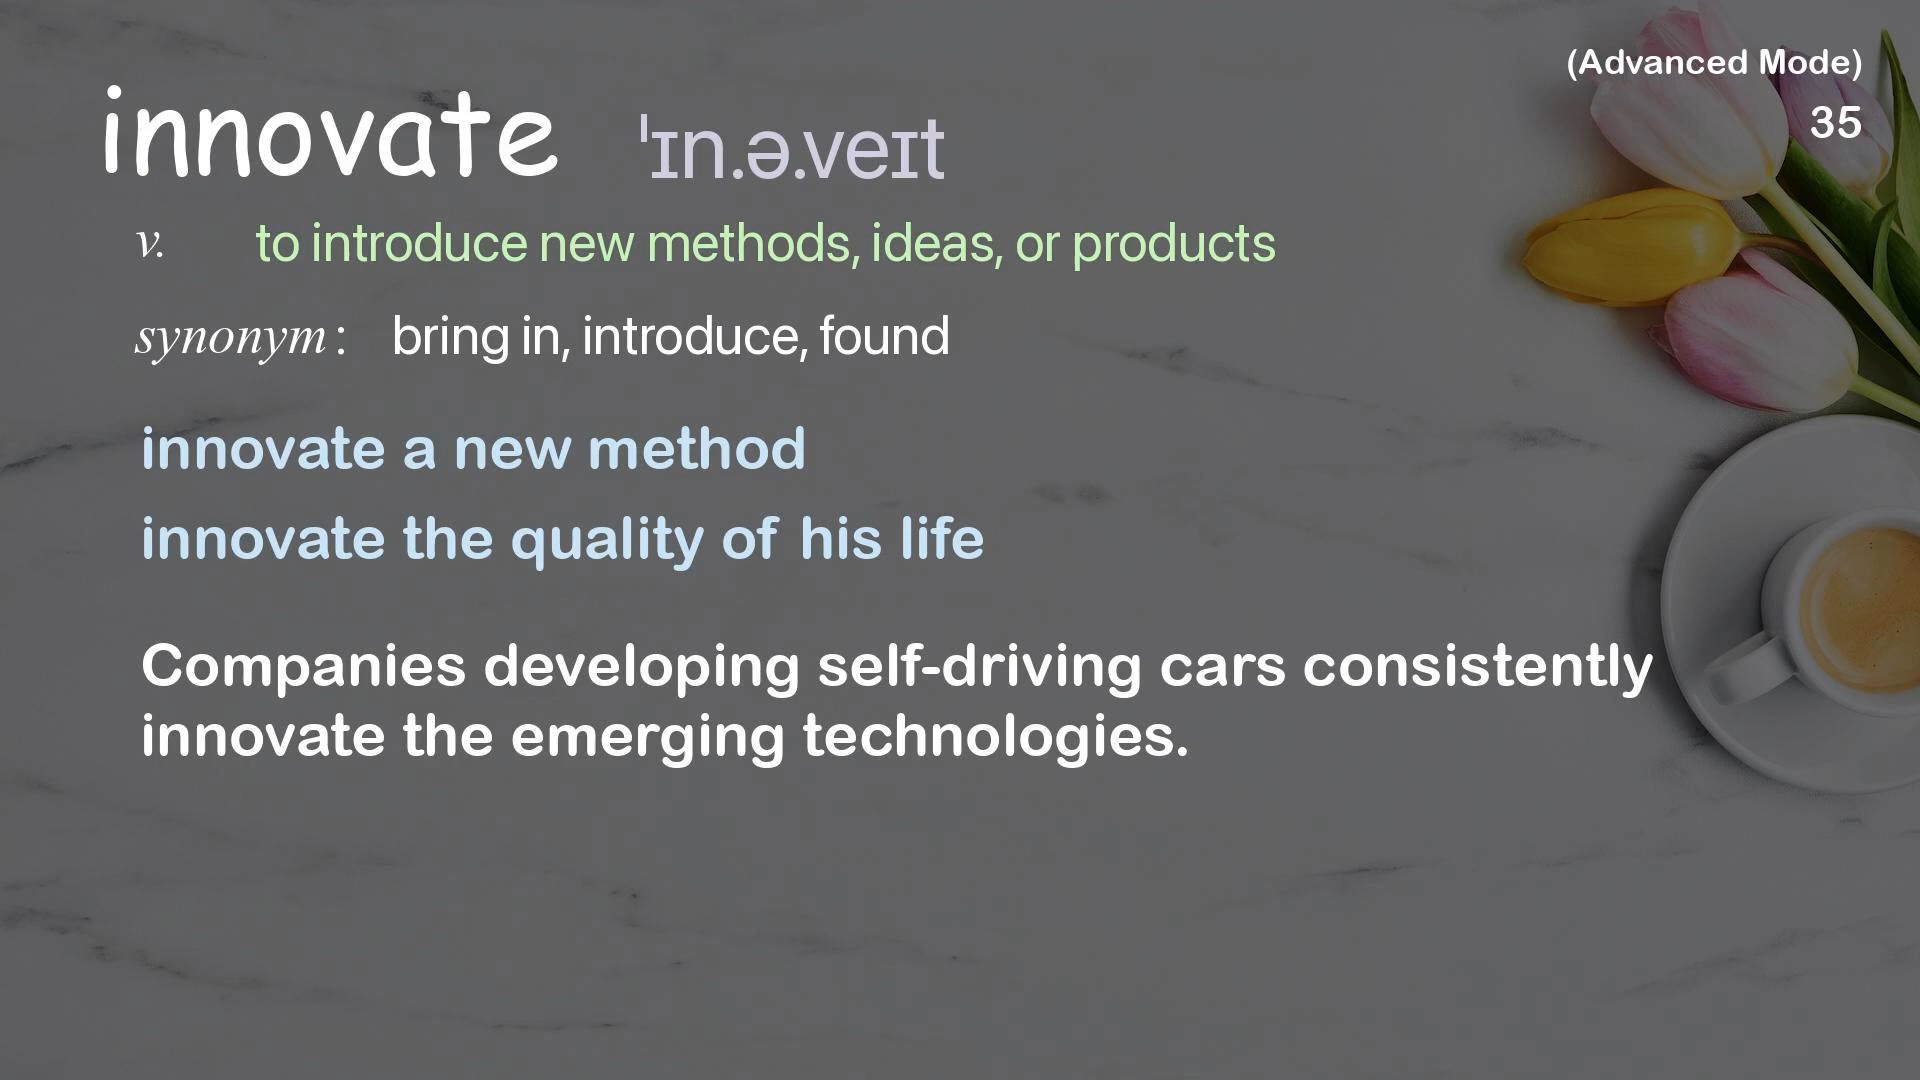 (Advanced Mode)
35
innovate ˈɪn.ə.veɪt
v. to introduce new methods, ideas, or products
synonym : bring in, introduce, found
innovate a new method
innovate the quality of his life
Companies developing self-driving cars consistently
innovate the emerging technologies.